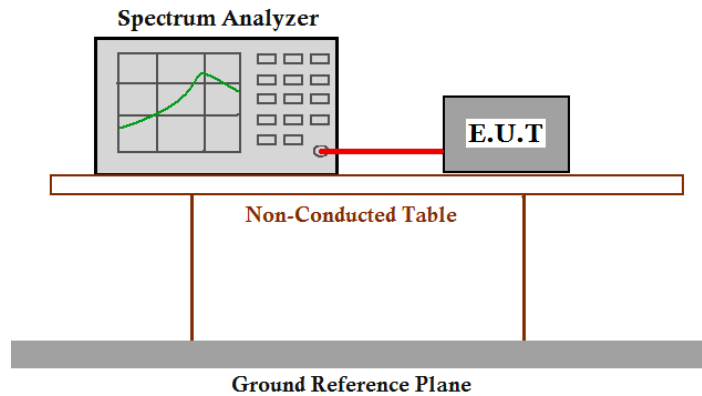 Spectrum Analyzer
E.U.T
Non-Conducted Table
Ground Reference Plane